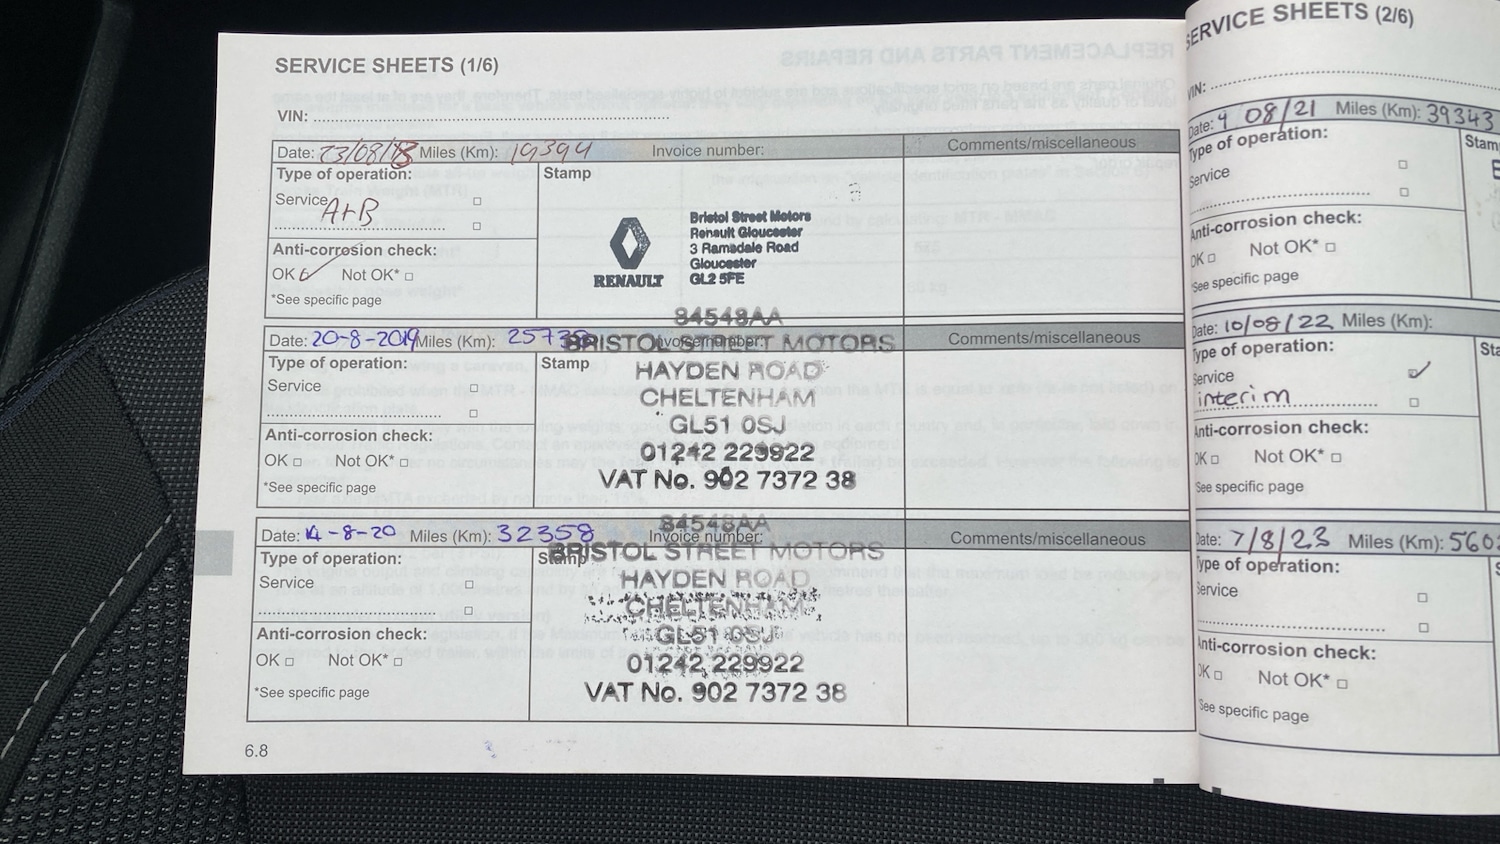 SERVICE SHEETS (1/6)
VIN:
Date: 23/08/18 Miles (Km): 19394 Invoice number: Comments/miscellaneous
Type of operation: Stamp
Service
A+B
Anti-corrosion check:
OK Not OK*
*See specific page
RENAULT
Bristol Street Motors
Renault Gloucester
3 Ramsdale Road
Gloucester
GL2 5FE
84548AA
Date: 20-8-2019 Miles (Km): 25736 Invoice number: Comments/miscellaneous
BRISTOL STREET MOTORS
Type of operation: Stamp
HAYDEN ROAD
Service
CHELTENHAM
GL51 0SJ
Anti-corrosion check:
01242 229922
OK Not OK*
VAT No. 902 7372 38
*See specific page
84548AA
Date: 14-8-20 Miles (Km): 32358 Invoice number: Comments/miscellaneous
BRISTOL STREET MOTORS
Type of operation: Stamp
HAYDEN ROAD
Service
CHELTENHAM
GL51 0SJ
Anti-corrosion check:
01242 229922
OK Not OK*
VAT No. 902 7372 38
*See specific page
6.8
SERVICE SHEETS (2/6)
VIN:
Date: 9 08/21 Miles (Km): 39343
Type of operation: Stam
Service
Anti-corrosion check:
OK Not OK*
*See specific page
Date: 10/08/22 Miles (Km):
Type of operation: Sta
Service
interim
Anti-corrosion check:
OK Not OK*
*See specific page
Date: 7/8/23 Miles (Km): 560
Type of operation:
Service
Anti-corrosion check:
OK Not OK*
*See specific page